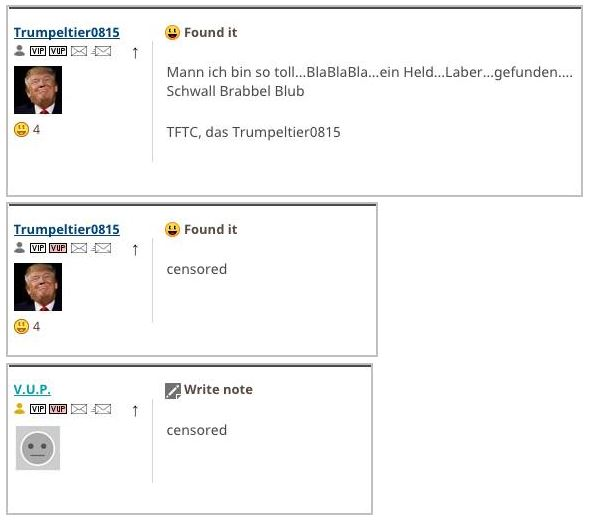 Trumpeltier0815
Found it
VIP VUP ↑
Mann ich bin so toll...BlaBlaBla...ein Held...Laber...gefunden....
Schwall Brabbel Blub
4
TFTC, das Trumpeltier0815
Trumpeltier0815
Found it
VIP VUP ↑
censored
4
V.U.P.
Write note
VIP VUP ↑
censored